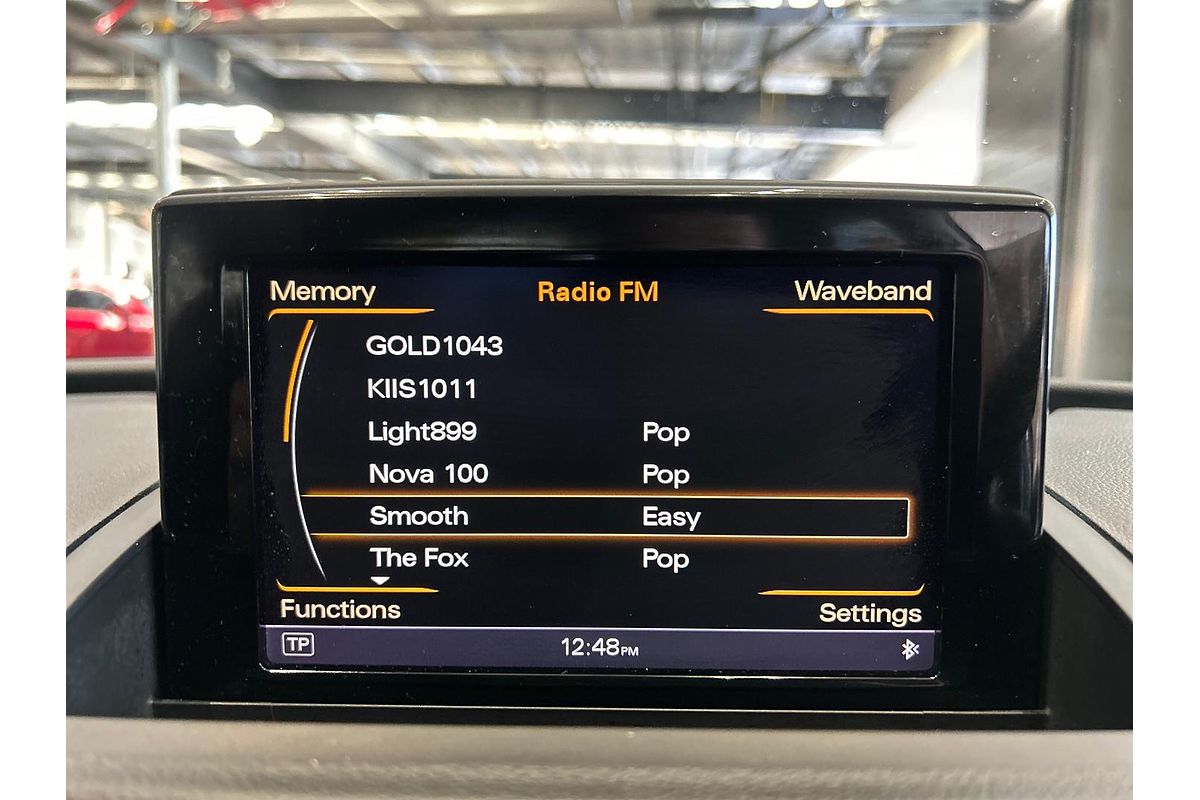 Memory Radio FM Waveband
GOLD1043
KIIS1011
Light899 Pop
Nova 100 Pop
Smooth Easy
The Fox Pop
Functions Settings
TP 12:48PM